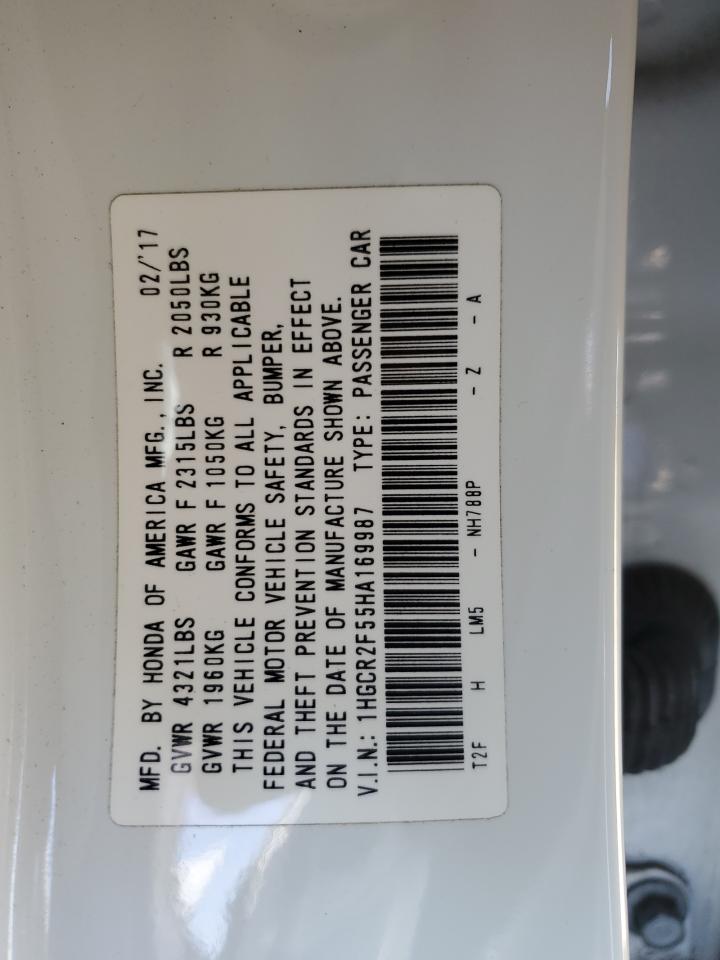 MFD. BY HONDA OF AMERICA MFG., INC. 02/'17
GVWR 4321LBS GAWR F 2315LBS R 2050LBS
GVWR 1960KG GAWR F 1050KG R 930KG
THIS VEHICLE CONFORMS TO ALL APPLICABLE
FEDERAL MOTOR VEHICLE SAFETY, BUMPER,
AND THEFT PREVENTION STANDARDS IN EFFECT
ON THE DATE OF MANUFACTURE SHOWN ABOVE.
V.I.N.: 1HGCR2F55HA169987 TYPE: PASSENGER CAR
T2F H LM5 - NH788P - Z - A